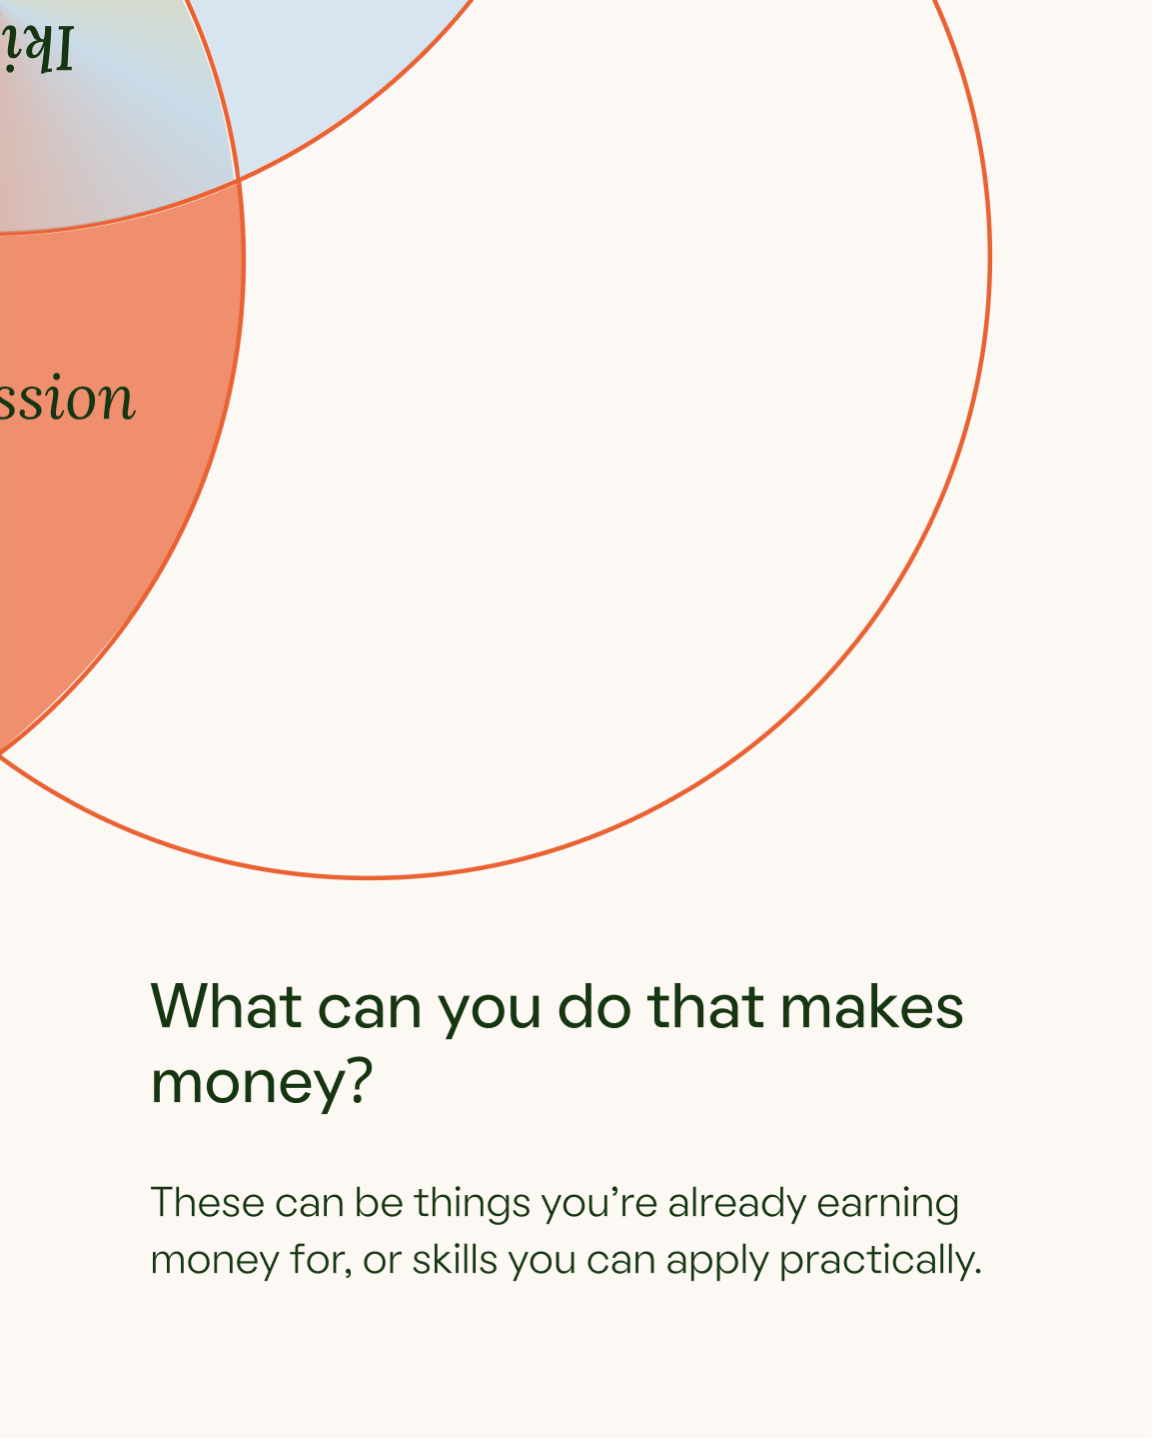 Iki
ssion
What can you do that makes
money?
These can be things you’re already earning
money for, or skills you can apply practically.